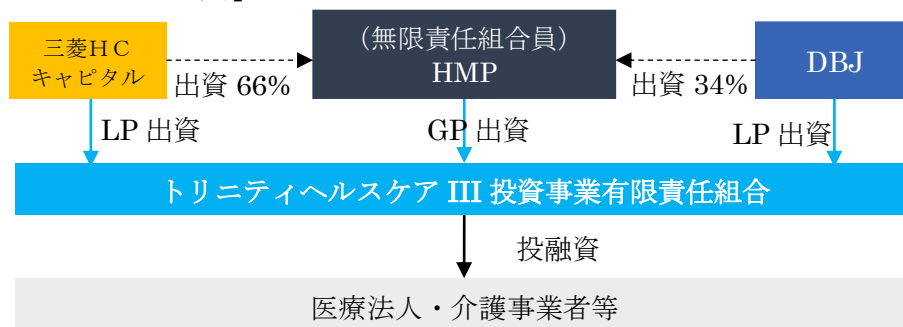 三菱ＨＣ
キャピタル
出資 66%
（無限責任組合員）
HMP
出資 34%
DBJ
LP 出資
GP 出資
LP 出資
トリニティヘルスケア III 投資事業有限責任組合
投融資
医療法人・介護事業者等